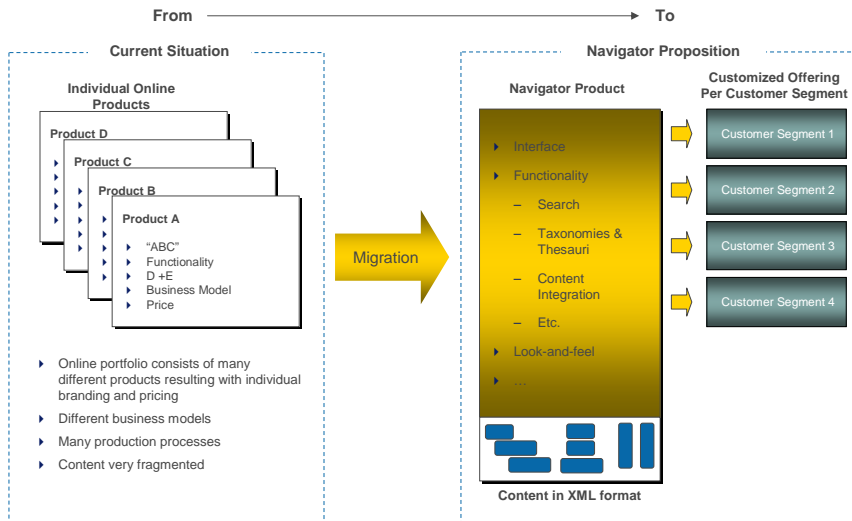 From
To
Current Situation
Individual Online
Products
Product D
Product C
Product B
Product A
“ABC”
Functionality
D +E
Business Model
Price
Online portfolio consists of many
different products resulting with individual
branding and pricing
Different business models
Many production processes
Content very fragmented
Migration
Navigator Proposition
Navigator Product
Interface
Functionality
– Search
– Taxonomies &
Thesauri
– Content
Integration
– Etc.
Look-and-feel
…
Content in XML format
Customized Offering
Per Customer Segment
Customer Segment 1
Customer Segment 2
Customer Segment 3
Customer Segment 4